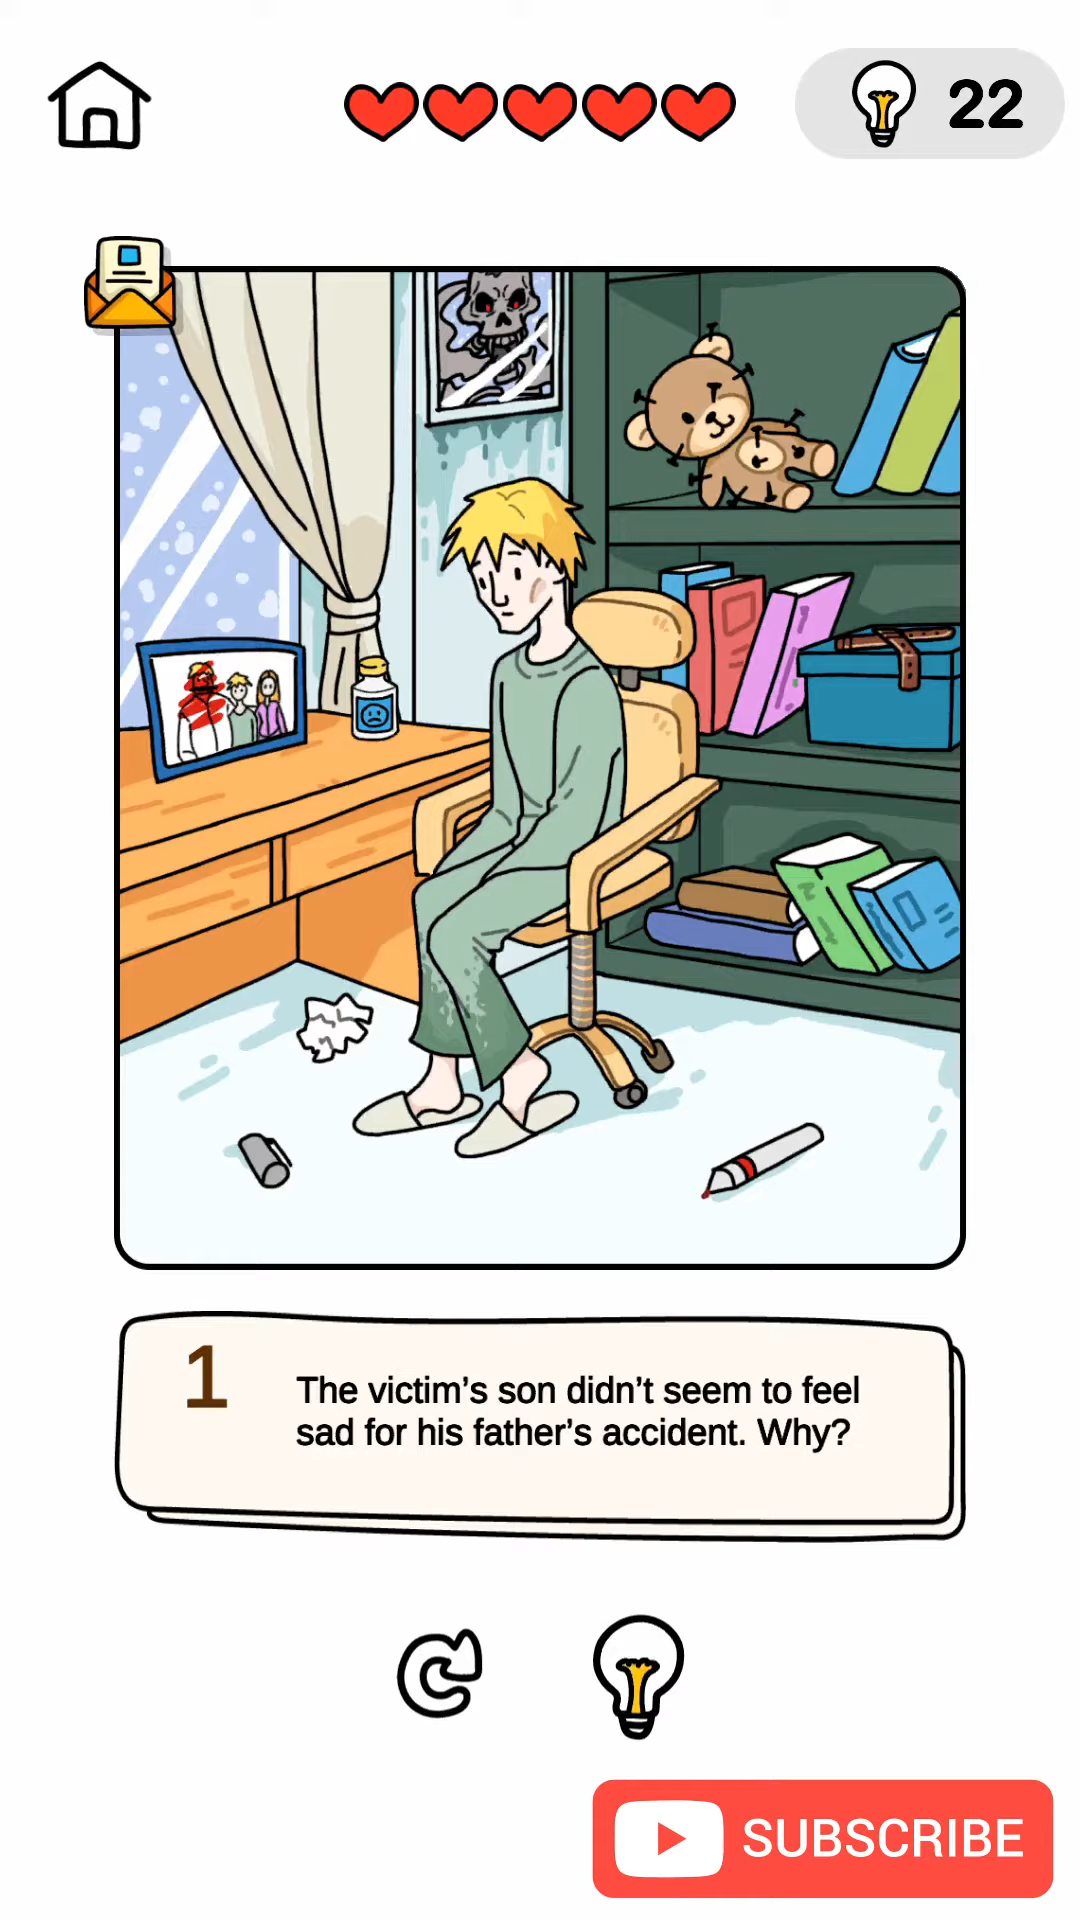 22
1
The victim's son didn't seem to feel
sad for his father's accident. Why?
SUBSCRIBE